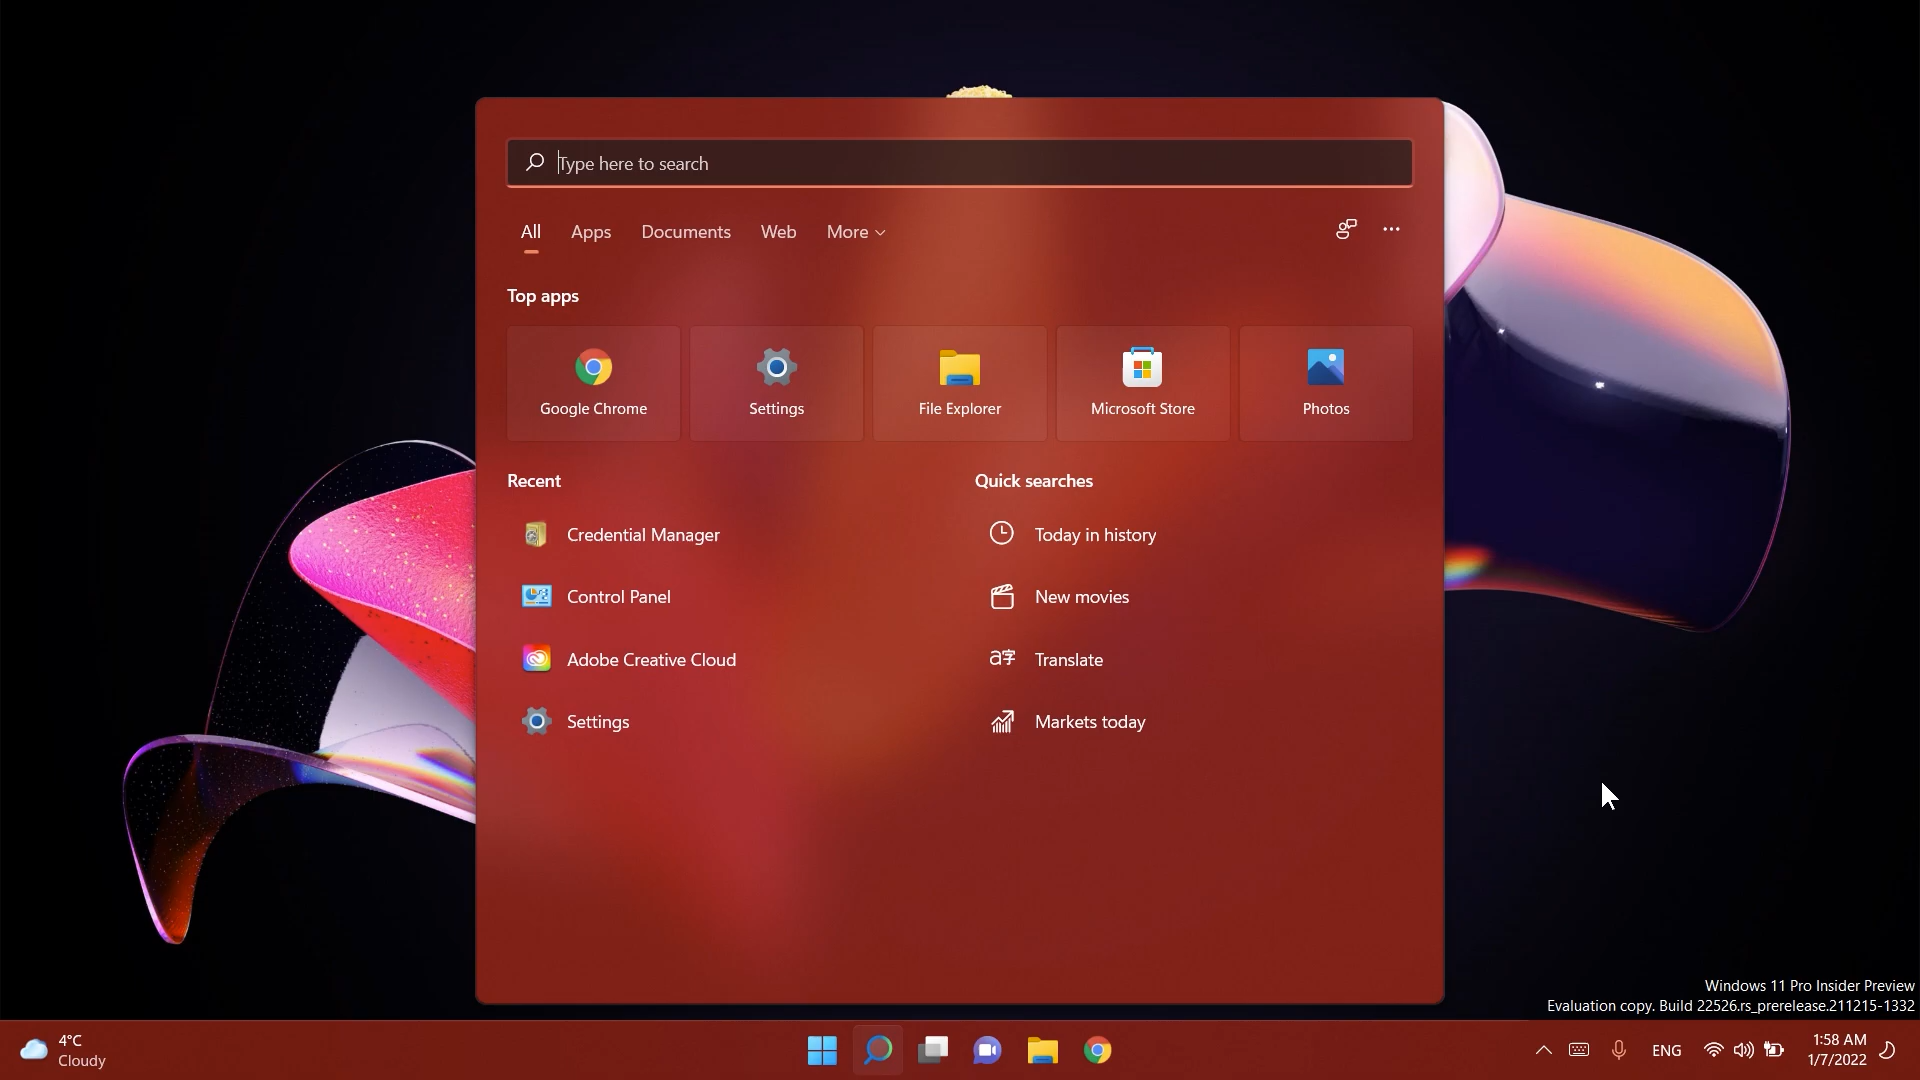 Type here to search
All Apps Documents Web More
Top apps
Google Chrome Settings File Explorer Microsoft Store Photos
Recent
Credential Manager
Control Panel
Adobe Creative Cloud
Settings
Quick searches
Today in history
New movies
Translate
Markets today
Windows 11 Pro Insider Preview
Evaluation copy. Build 22526.rs_prerelease.211215-1332
4°C
Cloudy
ENG
1:58 AM
1/7/2022